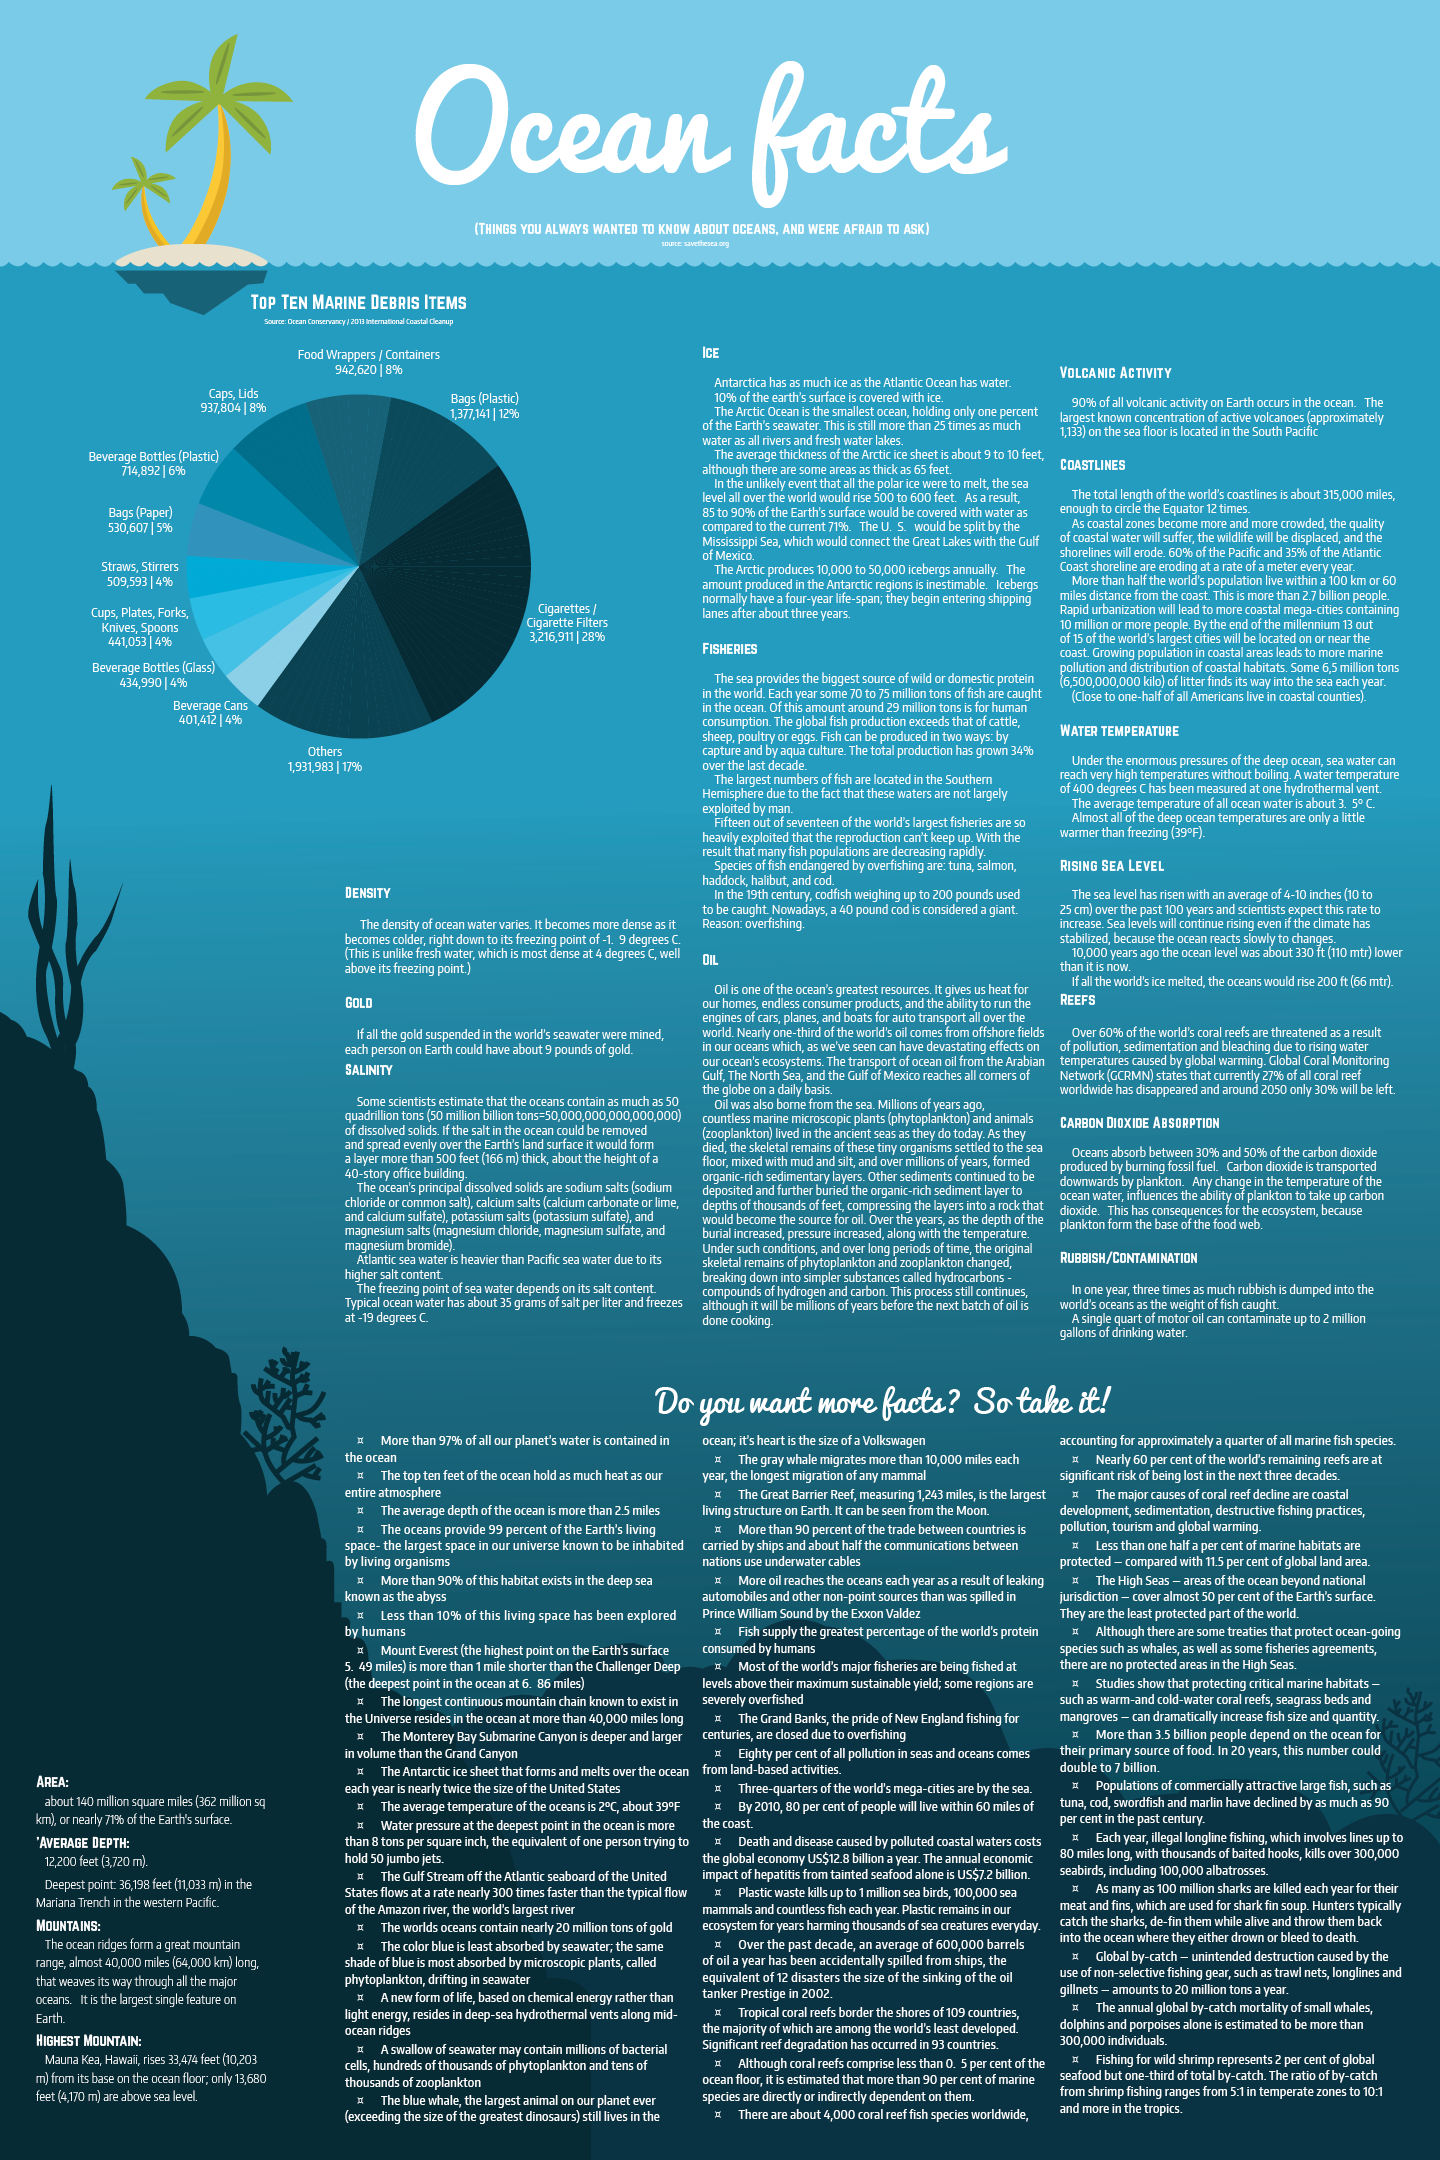 Ocean facts
(Things you always wanted to know about oceans, and were afraid to ask)
source: savethesea.org
Top Ten Marine Debris Items
Source: Ocean Conservancy / 2013 International Coastal Cleanup
Food Wrappers / Containers
942,620 | 8%
Bags (Plastic)
1,377,141 | 12%
Caps, Lids
937,804 | 8%
Beverage Bottles (Plastic)
714,892 | 6%
Bags (Paper)
530,607 | 5%
Straws, Stirrers
509,593 | 4%
Cups, Plates, Forks,
Knives, Spoons
441,053 | 4%
Beverage Bottles (Glass)
434,990 | 4%
Beverage Cans
401,412 | 4%
Others
1,931,983 | 17%
Cigarettes /
Cigarette Filters
3,216,911 | 28%
Density
The density of ocean water varies. It becomes more dense as it
becomes colder, right down to its freezing point of -1. 9 degrees C.
(This is unlike fresh water, which is most dense at 4 degrees C, well
above its freezing point.)
Gold
If all the gold suspended in the world's seawater were mined,
each person on Earth could have about 9 pounds of gold.
Salinity
Some scientists estimate that the oceans contain as much as 50
quadrillion tons (50 million billion tons=50,000,000,000,000,000)
of dissolved solids. If the salt in the ocean could be removed
and spread evenly over the Earth's land surface it would form
a layer more than 500 feet (166 m) thick, about the height of a
40-story office building.
The ocean's principal dissolved solids are sodium salts (sodium
chloride or common salt), calcium salts (calcium carbonate or lime,
and calcium sulfate), potassium salts (potassium sulfate), and
magnesium salts (magnesium chloride, magnesium sulfate, and
magnesium bromide).
Atlantic sea water is heavier than Pacific sea water due to its
higher salt content.
The freezing point of sea water depends on its salt content.
Typical ocean water has about 35 grams of salt per liter and freezes
at -19 degrees C.
Ice
Antarctica has as much ice as the Atlantic Ocean has water.
10% of the earth's surface is covered with ice.
The Arctic Ocean is the smallest ocean, holding only one percent
of the Earth's seawater. This is still more than 25 times as much
water as all rivers and fresh water lakes.
The average thickness of the Arctic ice sheet is about 9 to 10 feet,
although there are some areas as thick as 65 feet.
In the unlikely event that all the polar ice were to melt, the sea
level all over the world would rise 500 to 600 feet. As a result,
85 to 90% of the Earth's surface would be covered with water as
compared to the current 71%. The U. S. would be split by the
Mississippi Sea, which would connect the Great Lakes with the Gulf
of Mexico.
The Arctic produces 10,000 to 50,000 icebergs annually. The
amount produced in the Antarctic regions is inestimable. Icebergs
normally have a four-year life-span; they begin entering shipping
lanes after about three years.
Fisheries
The sea provides the biggest source of wild or domestic protein
in the world. Each year some 70 to 75 million tons of fish are caught
in the ocean. Of this amount around 29 million tons is for human
consumption. The global fish production exceeds that of cattle,
sheep, poultry or eggs. Fish can be produced in two ways: by
capture and by aqua culture. The total production has grown 34%
over the last decade.
The largest numbers of fish are located in the Southern
Hemisphere due to the fact that these waters are not largely
exploited by man.
Fifteen out of seventeen of the world's largest fisheries are so
heavily exploited that the reproduction can't keep up. With the
result that many fish populations are decreasing rapidly.
Species of fish endangered by overfishing are: tuna, salmon,
haddock, halibut, and cod.
In the 19th century, codfish weighing up to 200 pounds used
to be caught. Nowadays, a 40 pound cod is considered a giant.
Reason: overfishing.
Oil
Oil is one of the ocean's greatest resources. It gives us heat for
our homes, endless consumer products, and the ability to run the
engines of cars, planes, and boats for auto transport all over the
world. Nearly one-third of the world's oil comes from offshore fields
in our oceans which, as we've seen can have devastating effects on
our ocean's ecosystems. The transport of ocean oil from the Arabian
Gulf, The North Sea, and the Gulf of Mexico reaches all corners of
the globe on a daily basis.
Oil was also borne from the sea. Millions of years ago,
countless marine microscopic plants (phytoplankton) and animals
(zooplankton) lived in the ancient seas as they do today. As they
died, the skeletal remains of these tiny organisms settled to the sea
floor, mixed with mud and silt, and over millions of years, formed
organic-rich sedimentary layers. Other sediments continued to be
deposited and further buried the organic-rich sediment layer to
depths of thousands of feet, compressing the layers into a rock that
would become the source for oil. Over the years, as the depth of the
burial increased, pressure increased, along with the temperature.
Under such conditions, and over long periods of time, the original
skeletal remains of phytoplankton and zooplankton changed,
breaking down into simpler substances called hydrocarbons -
compounds of hydrogen and carbon. This process still continues,
although it will be millions of years before the next batch of oil is
done cooking.
Volcanic Activity
90% of all volcanic activity on Earth occurs in the ocean. The
largest known concentration of active volcanoes (approximately
1,133) on the sea floor is located in the South Pacific
Coastlines
The total length of the world's coastlines is about 315,000 miles,
enough to circle the Equator 12 times.
As coastal zones become more and more crowded, the quality
of coastal water will suffer, the wildlife will be displaced, and the
shorelines will erode. 60% of the Pacific and 35% of the Atlantic
Coast shoreline are eroding at a rate of a meter every year.
More than half the world's population live within a 100 km or 60
miles distance from the coast. This is more than 2.7 billion people.
Rapid urbanization will lead to more coastal mega-cities containing
10 million or more people. By the end of the millennium 13 out
of 15 of the world's largest cities will be located on or near the
coast. Growing population in coastal areas leads to more marine
pollution and distribution of coastal habitats. Some 6,5 million tons
(6,500,000,000 kilo) of litter finds its way into the sea each year.
(Close to one-half of all Americans live in coastal counties).
Water temperature
Under the enormous pressures of the deep ocean, sea water can
reach very high temperatures without boiling. A water temperature
of 400 degrees C has been measured at one hydrothermal vent.
The average temperature of all ocean water is about 3. 5º C.
Almost all of the deep ocean temperatures are only a little
warmer than freezing (39ºF).
Rising Sea Level
The sea level has risen with an average of 4-10 inches (10 to
25 cm) over the past 100 years and scientists expect this rate to
increase. Sea levels will continue rising even if the climate has
stabilized, because the ocean reacts slowly to changes.
10,000 years ago the ocean level was about 330 ft (110 mtr) lower
than it is now.
If all the world's ice melted, the oceans would rise 200 ft (66 mtr).
Reefs
Over 60% of the world's coral reefs are threatened as a result
of pollution, sedimentation and bleaching due to rising water
temperatures caused by global warming. Global Coral Monitoring
Network (GCRMN) states that currently 27% of all coral reef
worldwide has disappeared and around 2050 only 30% will be left.
Carbon Dioxide Absorption
Oceans absorb between 30% and 50% of the carbon dioxide
produced by burning fossil fuel. Carbon dioxide is transported
downwards by plankton. Any change in the temperature of the
ocean water, influences the ability of plankton to take up carbon
dioxide. This has consequences for the ecosystem, because
plankton form the base of the food web.
Rubbish/Contamination
In one year, three times as much rubbish is dumped into the
world's oceans as the weight of fish caught.
A single quart of motor oil can contaminate up to 2 million
gallons of drinking water.
Do you want more facts? So take it!
¤ More than 97% of all our planet's water is contained in
the ocean
¤ The top ten feet of the ocean hold as much heat as our
entire atmosphere
¤ The average depth of the ocean is more than 2.5 miles
¤ The oceans provide 99 percent of the Earth's living
space- the largest space in our universe known to be inhabited
by living organisms
¤ More than 90% of this habitat exists in the deep sea
known as the abyss
¤ Less than 10% of this living space has been explored
by humans
¤ Mount Everest (the highest point on the Earth's surface
5. 49 miles) is more than 1 mile shorter than the Challenger Deep
(the deepest point in the ocean at 6. 86 miles)
¤ The longest continuous mountain chain known to exist in
the Universe resides in the ocean at more than 40,000 miles long
¤ The Monterey Bay Submarine Canyon is deeper and larger
in volume than the Grand Canyon
¤ The Antarctic ice sheet that forms and melts over the ocean
each year is nearly twice the size of the United States
¤ The average temperature of the oceans is 2ºC, about 39ºF
¤ Water pressure at the deepest point in the ocean is more
than 8 tons per square inch, the equivalent of one person trying to
hold 50 jumbo jets.
¤ The Gulf Stream off the Atlantic seaboard of the United
States flows at a rate nearly 300 times faster than the typical flow
of the Amazon river, the world's largest river
¤ The worlds oceans contain nearly 20 million tons of gold
¤ The color blue is least absorbed by seawater; the same
shade of blue is most absorbed by microscopic plants, called
phytoplankton, drifting in seawater
¤ A new form of life, based on chemical energy rather than
light energy, resides in deep-sea hydrothermal vents along mid-
ocean ridges
¤ A swallow of seawater may contain millions of bacterial
cells, hundreds of thousands of phytoplankton and tens of
thousands of zooplankton
¤ The blue whale, the largest animal on our planet ever
(exceeding the size of the greatest dinosaurs) still lives in the
ocean; it's heart is the size of a Volkswagen
¤ The gray whale migrates more than 10,000 miles each
year, the longest migration of any mammal
¤ The Great Barrier Reef, measuring 1,243 miles, is the largest
living structure on Earth. It can be seen from the Moon.
¤ More than 90 percent of the trade between countries is
carried by ships and about half the communications between
nations use underwater cables
¤ More oil reaches the oceans each year as a result of leaking
automobiles and other non-point sources than was spilled in
Prince William Sound by the Exxon Valdez
¤ Fish supply the greatest percentage of the world's protein
consumed by humans
¤ Most of the world's major fisheries are being fished at
levels above their maximum sustainable yield; some regions are
severely overfished
¤ The Grand Banks, the pride of New England fishing for
centuries, are closed due to overfishing
¤ Eighty per cent of all pollution in seas and oceans comes
from land-based activities.
¤ Three-quarters of the world's mega-cities are by the sea.
¤ By 2010, 80 per cent of people will live within 60 miles of
the coast.
¤ Death and disease caused by polluted coastal waters costs
the global economy US$12.8 billion a year. The annual economic
impact of hepatitis from tainted seafood alone is US$7.2 billion.
¤ Plastic waste kills up to 1 million sea birds, 100,000 sea
mammals and countless fish each year. Plastic remains in our
ecosystem for years harming thousands of sea creatures everyday.
¤ Over the past decade, an average of 600,000 barrels
of oil a year has been accidentally spilled from ships, the
equivalent of 12 disasters the size of the sinking of the oil
tanker Prestige in 2002.
¤ Tropical coral reefs border the shores of 109 countries,
the majority of which are among the world's least developed.
Significant reef degradation has occurred in 93 countries.
¤ Although coral reefs comprise less than 0. 5 per cent of the
ocean floor, it is estimated that more than 90 per cent of marine
species are directly or indirectly dependent on them.
¤ There are about 4,000 coral reef fish species worldwide,
accounting for approximately a quarter of all marine fish species.
¤ Nearly 60 per cent of the world's remaining reefs are at
significant risk of being lost in the next three decades.
¤ The major causes of coral reef decline are coastal
development, sedimentation, destructive fishing practices,
pollution, tourism and global warming.
¤ Less than one half a per cent of marine habitats are
protected — compared with 11.5 per cent of global land area.
¤ The High Seas — areas of the ocean beyond national
jurisdiction — cover almost 50 per cent of the Earth's surface.
They are the least protected part of the world.
¤ Although there are some treaties that protect ocean-going
species such as whales, as well as some fisheries agreements,
there are no protected areas in the High Seas.
¤ Studies show that protecting critical marine habitats —
such as warm-and cold-water coral reefs, seagrass beds and
mangroves — can dramatically increase fish size and quantity.
¤ More than 3.5 billion people depend on the ocean for
their primary source of food. In 20 years, this number could
double to 7 billion.
¤ Populations of commercially attractive large fish, such as
tuna, cod, swordfish and marlin have declined by as much as 90
per cent in the past century.
¤ Each year, illegal longline fishing, which involves lines up to
80 miles long, with thousands of baited hooks, kills over 300,000
seabirds, including 100,000 albatrosses.
¤ As many as 100 million sharks are killed each year for their
meat and fins, which are used for shark fin soup. Hunters typically
catch the sharks, de-fin them while alive and throw them back
into the ocean where they either drown or bleed to death.
¤ Global by-catch — unintended destruction caused by the
use of non-selective fishing gear, such as trawl nets, longlines and
gillnets — amounts to 20 million tons a year.
¤ The annual global by-catch mortality of small whales,
dolphins and porpoises alone is estimated to be more than
300,000 individuals.
¤ Fishing for wild shrimp represents 2 per cent of global
seafood but one-third of total by-catch. The ratio of by-catch
from shrimp fishing ranges from 5:1 in temperate zones to 10:1
and more in the tropics.
Area:
about 140 million square miles (362 million sq
km), or nearly 71% of the Earth's surface.
'Average Depth:
12,200 feet (3,720 m).
Deepest point: 36,198 feet (11,033 m) in the
Mariana Trench in the western Pacific.
Mountains:
The ocean ridges form a great mountain
range, almost 40,000 miles (64,000 km) long,
that weaves its way through all the major
oceans. It is the largest single feature on
Earth.
Highest Mountain:
Mauna Kea, Hawaii, rises 33,474 feet (10,203
m) from its base on the ocean floor; only 13,680
feet (4,170 m) are above sea level.